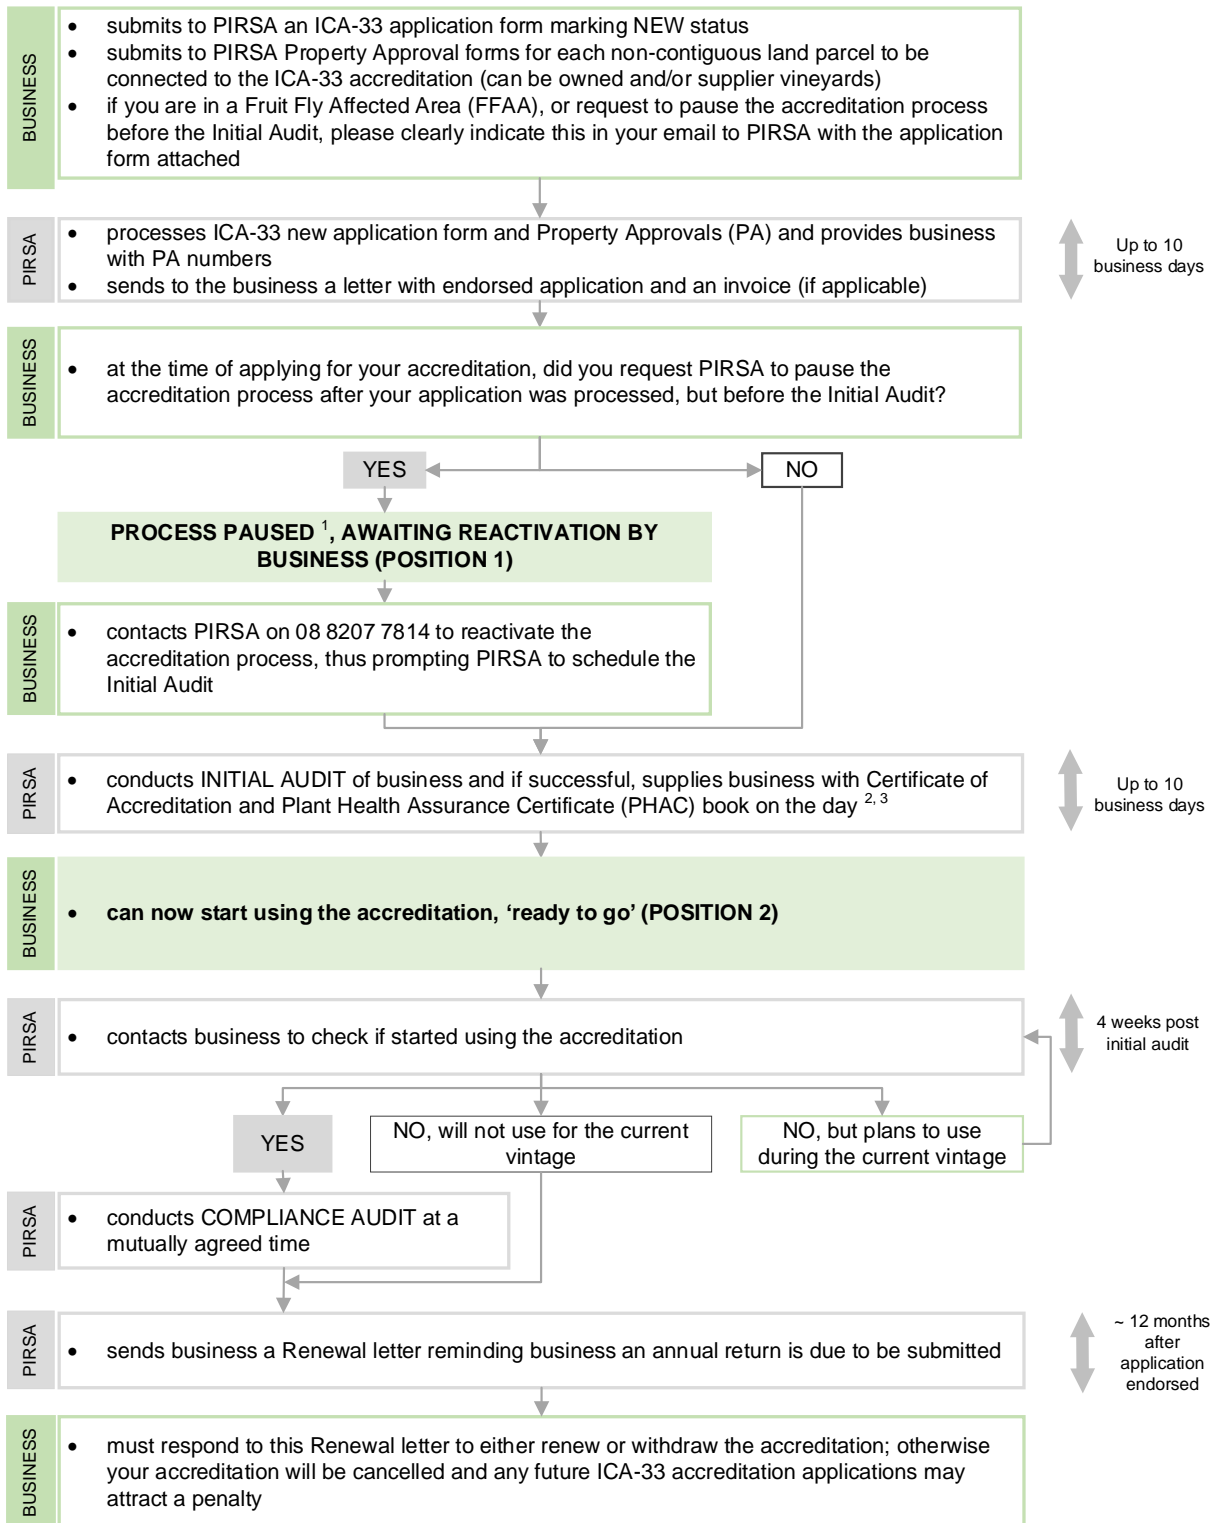 BUSINESS
• submits to PIRSA an ICA-33 application form marking NEW status
• submits to PIRSA Property Approval forms for each non-contiguous land parcel to be
connected to the ICA-33 accreditation (can be owned and/or supplier vineyards)
• if you are in a Fruit Fly Affected Area (FFAA), or request to pause the accreditation process
before the Initial Audit, please clearly indicate this in your email to PIRSA with the application
form attached
PIRSA
• processes ICA-33 new application form and Property Approvals (PA) and provides business
with PA numbers
• sends to the business a letter with endorsed application and an invoice (if applicable)
Up to 10
business days
BUSINESS
• at the time of applying for your accreditation, did you request PIRSA to pause the
accreditation process after your application was processed, but before the Initial Audit?
YES
NO
PROCESS PAUSED 1, AWAITING REACTIVATION BY
BUSINESS (POSITION 1)
BUSINESS
• contacts PIRSA on 08 8207 7814 to reactivate the
accreditation process, thus prompting PIRSA to schedule the
Initial Audit
PIRSA
• conducts INITIAL AUDIT of business and if successful, supplies business with Certificate of
Accreditation and Plant Health Assurance Certificate (PHAC) book on the day 2, 3
Up to 10
business days
BUSINESS
• can now start using the accreditation, ‘ready to go’ (POSITION 2)
PIRSA
• contacts business to check if started using the accreditation
4 weeks post
initial audit
YES
NO, will not use for the current
vintage
NO, but plans to use
during the current vintage
PIRSA
• conducts COMPLIANCE AUDIT at a
mutually agreed time
PIRSA
• sends business a Renewal letter reminding business an annual return is due to be submitted
~ 12 months
after
application
endorsed
BUSINESS
• must respond to this Renewal letter to either renew or withdraw the accreditation; otherwise
your accreditation will be cancelled and any future ICA-33 accreditation applications may
attract a penalty